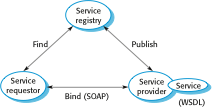 Service
registry
Find
Publish
Service
requestor
Service
provider
Service
Bind (SOAP)
(WSDL)